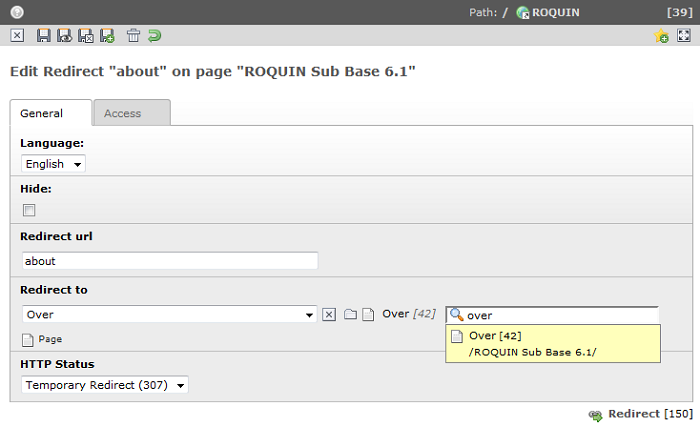 Path: / ROQUIN [39]
Edit Redirect "about" on page "ROQUIN Sub Base 6.1"
General Access
Language:
English
Hide:
Redirect url
about
Redirect to
Over Over [42] over
Page Over [42]
/ROQUIN Sub Base 6.1/
HTTP Status
Temporary Redirect (307)
Redirect [150]